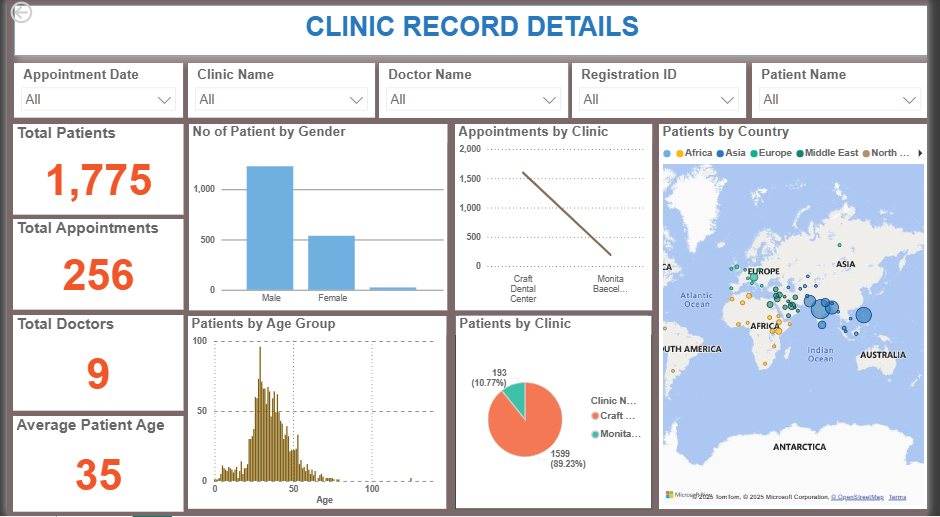 CLINIC RECORD DETAILS
Appointment Date
All
Clinic Name
All
Doctor Name
All
Registration ID
All
Patient Name
All
Total Patients
1,775
Total Appointments
256
Total Doctors
9
Average Patient Age
35
No of Patient by Gender
1,000
500
0
Male
Female
Appointments by Clinic
2,000
1,500
1,000
500
0
Craft
Dental
Center
Monita
Baecel...
Patients by Country
Africa
Asia
Europe
Middle East
North ...
CA
EUROPE
ASIA
Atlantic
Ocean
AFRICA
UTH AMERICA
Indian
Ocean
AUSTRALIA
ANTARCTICA
Microsoft
© 2025 TomTom, © 2025 Microsoft Corporation, © OpenStreetMap Terms
Patients by Age Group
100
50
0
0
50
100
Age
Patients by Clinic
193
(10.77%)
1599
(89.23%)
Clinic N...
Craft ...
Monita...